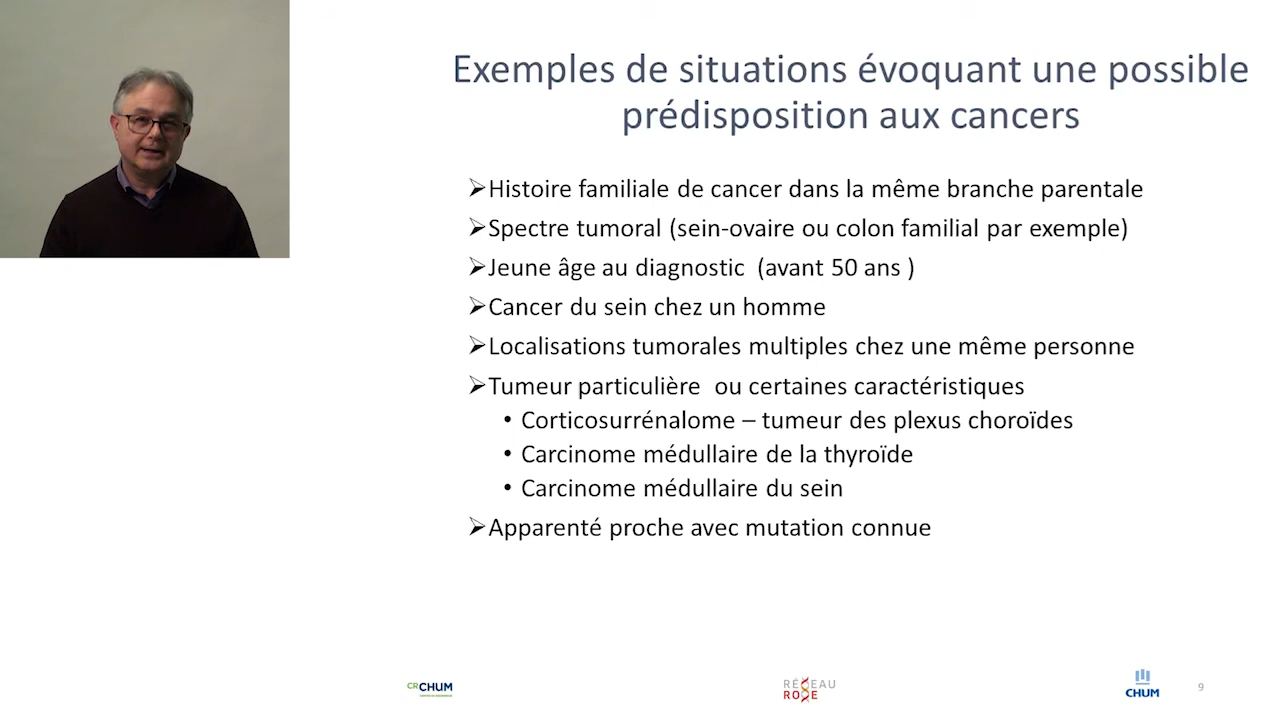 Exemples de situations évoquant une possible
prédisposition aux cancers
➢Histoire familiale de cancer dans la même branche parentale
➢Spectre tumoral (sein-ovaire ou colon familial par exemple)
➢Jeune âge au diagnostic (avant 50 ans )
➢Cancer du sein chez un homme
➢Localisations tumorales multiples chez une même personne
➢Tumeur particulière ou certaines caractéristiques
• Corticosurrénalome – tumeur des plexus choroïdes
• Carcinome médullaire de la thyroïde
• Carcinome médullaire du sein
➢Apparenté proche avec mutation connue
CRCHUM
RÉSEAU
ROSE
CHUM
9